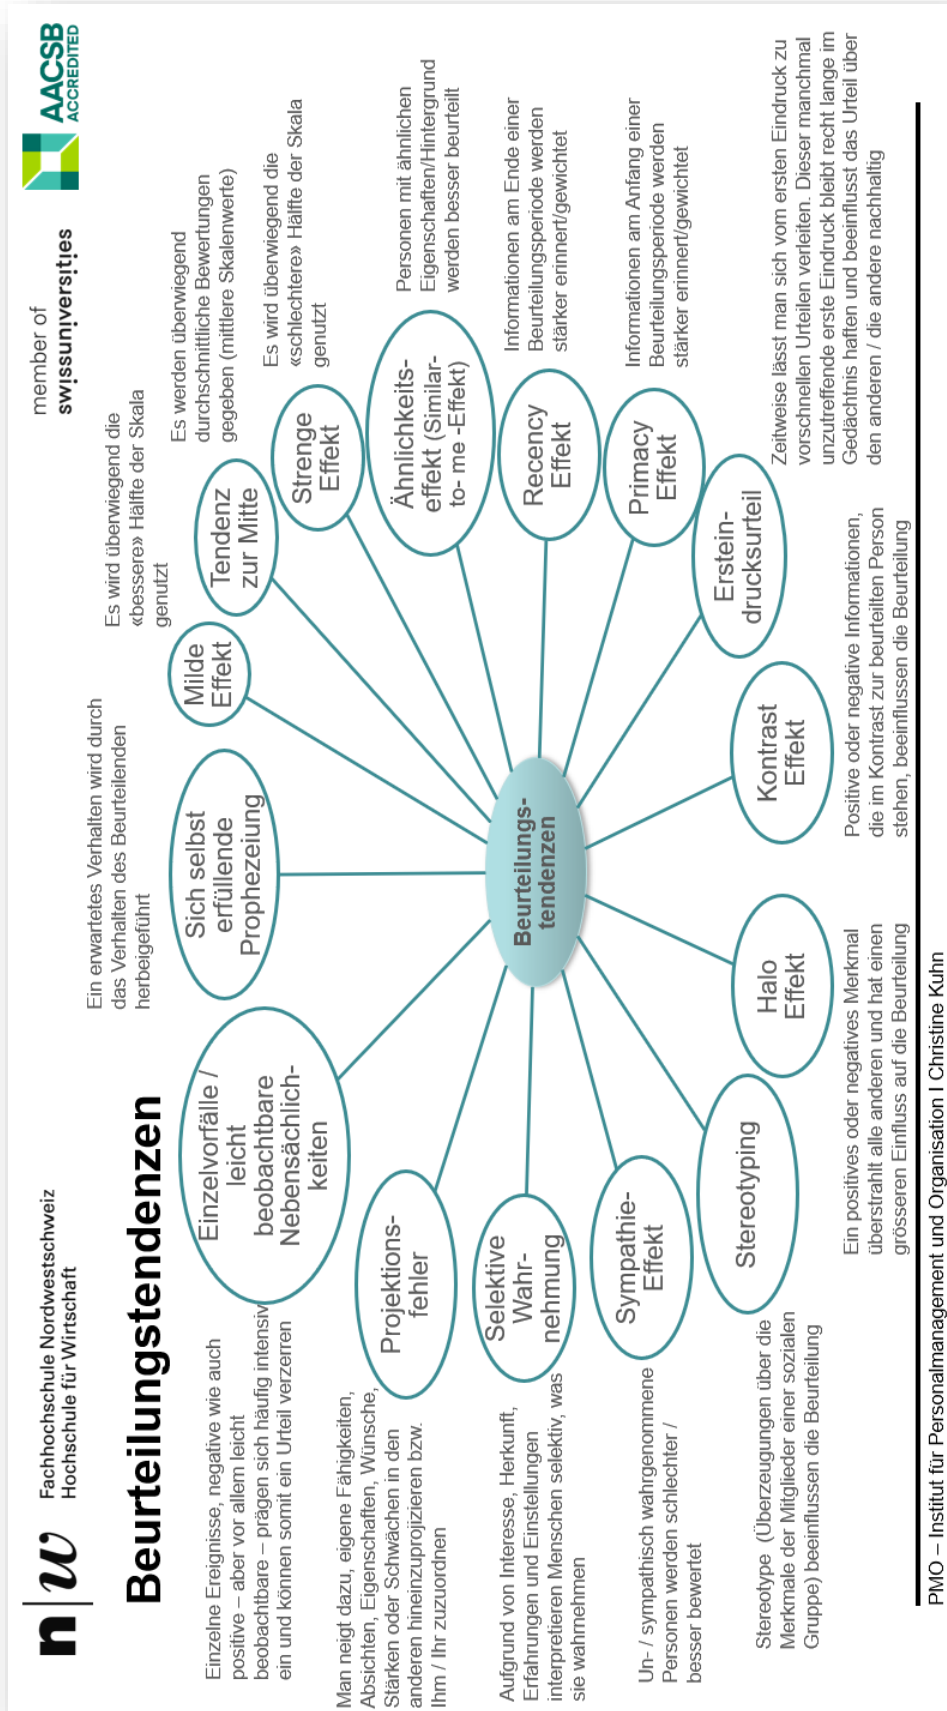 n|w
Fachhochschule Nordwestschweiz
Hochschule für Wirtschaft
member of
swissuniversities
AACSB
ACCREDITED
Beurteilungstendenzen
Beurteilungs-
tendenzen
Sich selbst
erfüllende
Prophezeiung
Ein erwartetes Verhalten wird durch
das Verhalten des Beurteilenden
herbeigeführt
Milde
Effekt
Es wird überwiegend die
«bessere» Hälfte der Skala
genutzt
Tendenz
zur Mitte
Es werden überwiegend
durchschnittliche Bewertungen
gegeben (mittlere Skalenwerte)
Strenge
Effekt
Es wird überwiegend die
«schlechtere» Hälfte der Skala
genutzt
Ähnlichkeits-
effekt (Similar-
to- me -Effekt)
Personen mit ähnlichen
Eigenschaften/Hintergrund
werden besser beurteilt
Recency
Effekt
Informationen am Ende einer
Beurteilungsperiode werden
stärker erinnert/gewichtet
Primacy
Effekt
Informationen am Anfang einer
Beurteilungsperiode werden
stärker erinnert/gewichtet
Erstein-
drucksurteil
Zeitweise lässt man sich vom ersten Eindruck zu
vorschnellen Urteilen verleiten. Dieser manchmal
unzutreffende erste Eindruck bleibt recht lange im
Gedächtnis haften und beeinflusst das Urteil über
den anderen / die andere nachhaltig
Kontrast
Effekt
Positive oder negative Informationen,
die im Kontrast zur beurteilten Person
stehen, beeinflussen die Beurteilung
Halo
Effekt
Ein positives oder negatives Merkmal
überstrahlt alle anderen und hat einen
grösseren Einfluss auf die Beurteilung
Stereotyping
Stereotype (Überzeugungen über die
Merkmale der Mitglieder einer sozialen
Gruppe) beeinflussen die Beurteilung
Sympathie-
Effekt
Un- / sympathisch wahrgenommene
Personen werden schlechter /
besser bewertet
Selektive
Wahr-
nehmung
Aufgrund von Interesse, Herkunft,
Erfahrungen und Einstellungen
interpretieren Menschen selektiv, was
sie wahrnehmen
Projektions-
fehler
Man neigt dazu, eigene Fähigkeiten,
Absichten, Eigenschaften, Wünsche,
Stärken oder Schwächen in den
anderen hineinzuprojizieren bzw.
Ihm / Ihr zuzuordnen
Einzelvorfälle /
leicht
beobachtbare
Nebensächlich-
keiten
Einzelne Ereignisse, negative wie auch
positive – aber vor allem leicht
beobachtbare – prägen sich häufig intensiv
ein und können somit ein Urteil verzerren
PMO – Institut für Personalmanagement und Organisation I Christine Kuhn